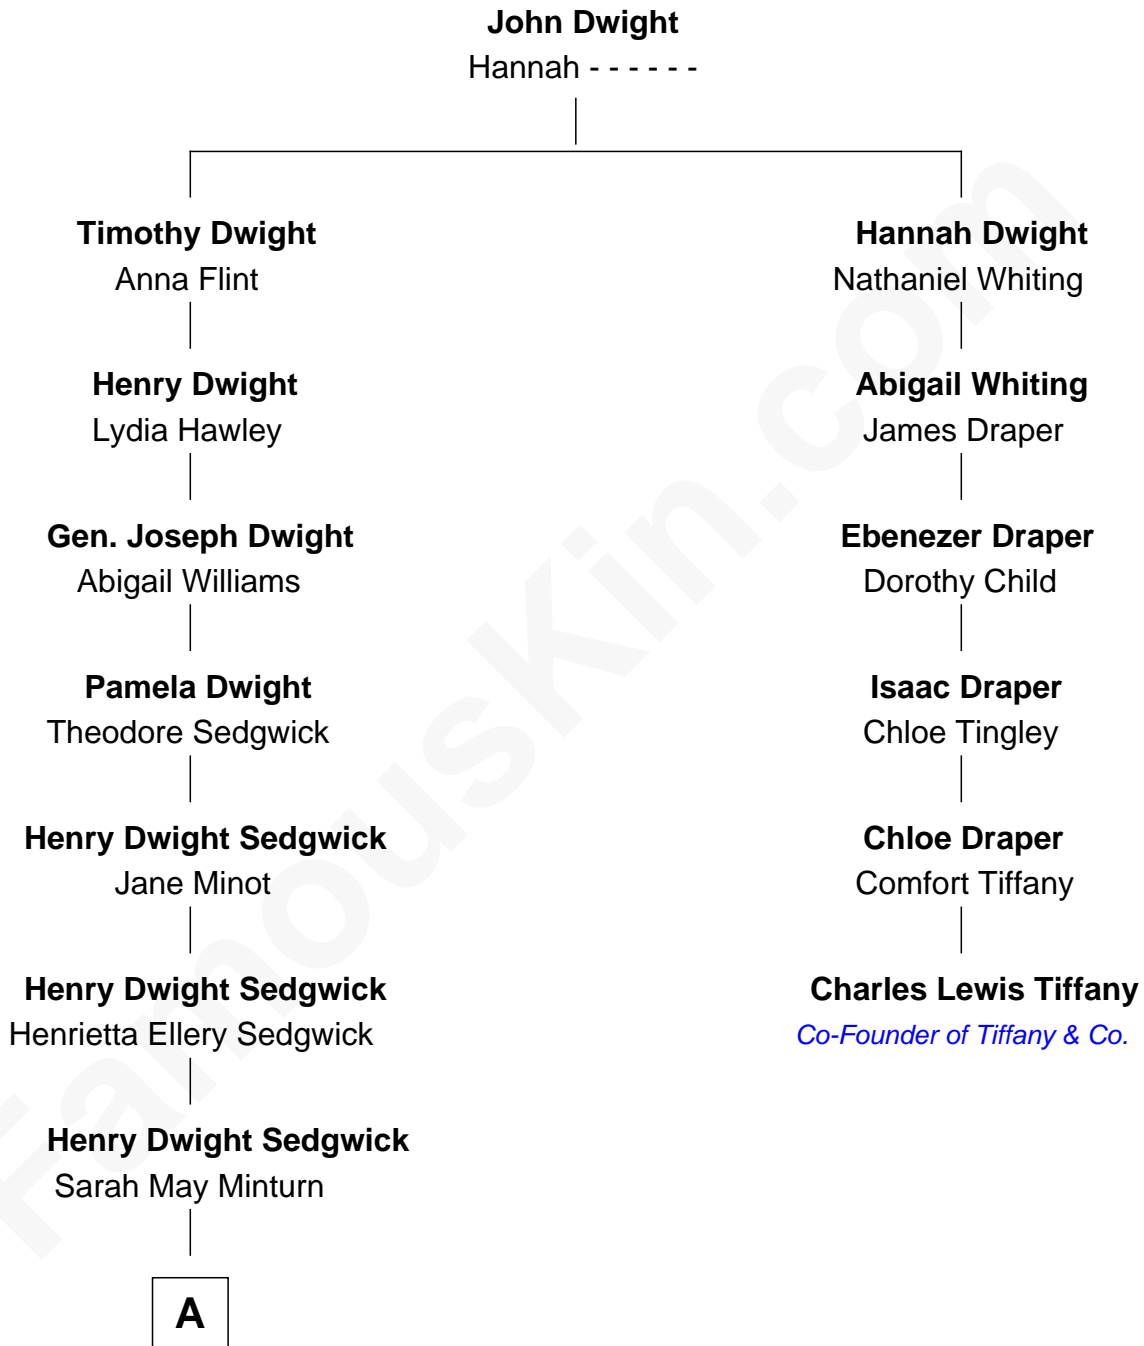 John Dwight
Hannah - - - - - -
Timothy Dwight
Anna Flint
Hannah Dwight
Nathaniel Whiting
Henry Dwight
Lydia Hawley
Abigail Whiting
James Draper
Gen. Joseph Dwight
Abigail Williams
Ebenezer Draper
Dorothy Child
Pamela Dwight
Theodore Sedgwick
Isaac Draper
Chloe Tingley
Henry Dwight Sedgwick
Jane Minot
Chloe Draper
Comfort Tiffany
Henry Dwight Sedgwick
Henrietta Ellery Sedgwick
Charles Lewis Tiffany
Co-Founder of Tiffany & Co.
Henry Dwight Sedgwick
Sarah May Minturn
A
FamousKin.com